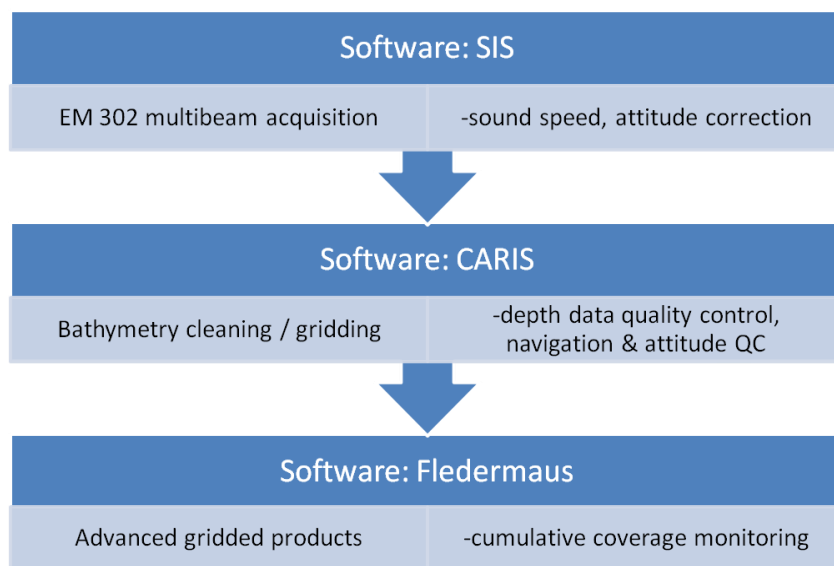 Software: SIS
EM 302 multibeam acquisition
-sound speed, attitude correction
Software: CARIS
Bathymetry cleaning / gridding
-depth data quality control,
navigation & attitude QC
Software: Fledermaus
Advanced gridded products
-cumulative coverage monitoring